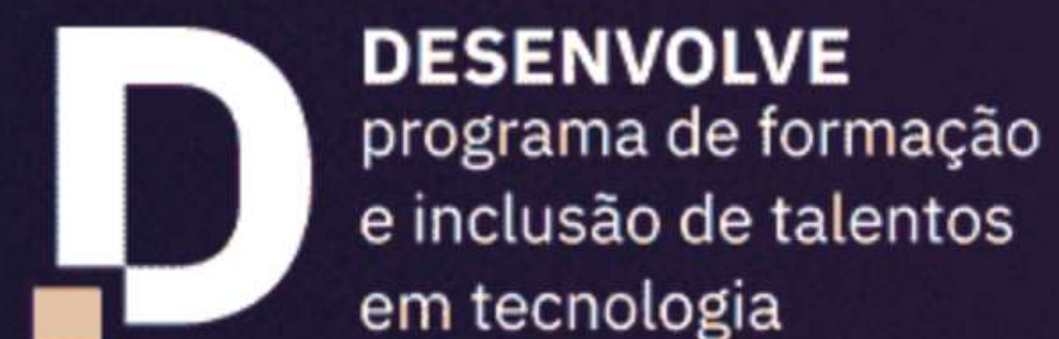 DESENVOLVE
programa de formação
e inclusão de talentos
em tecnologia